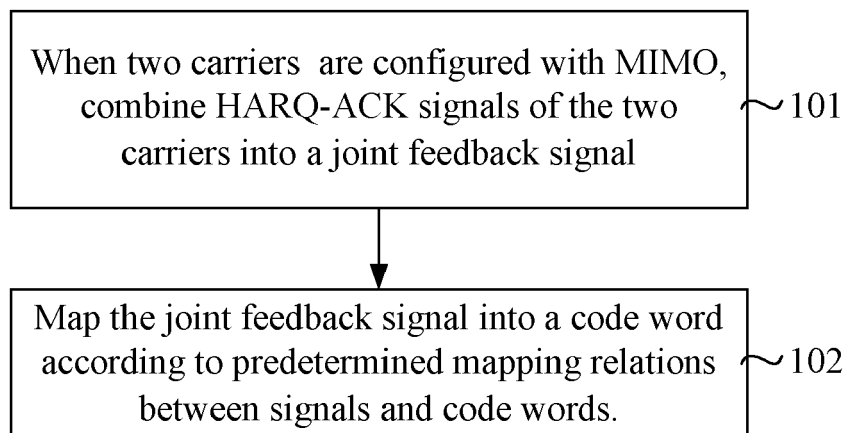 When two carriers are configured with MIMO,
combine HARQ-ACK signals of the two
carriers into a joint feedback signal
101
Map the joint feedback signal into a code word
according to predetermined mapping relations
between signals and code words.
102